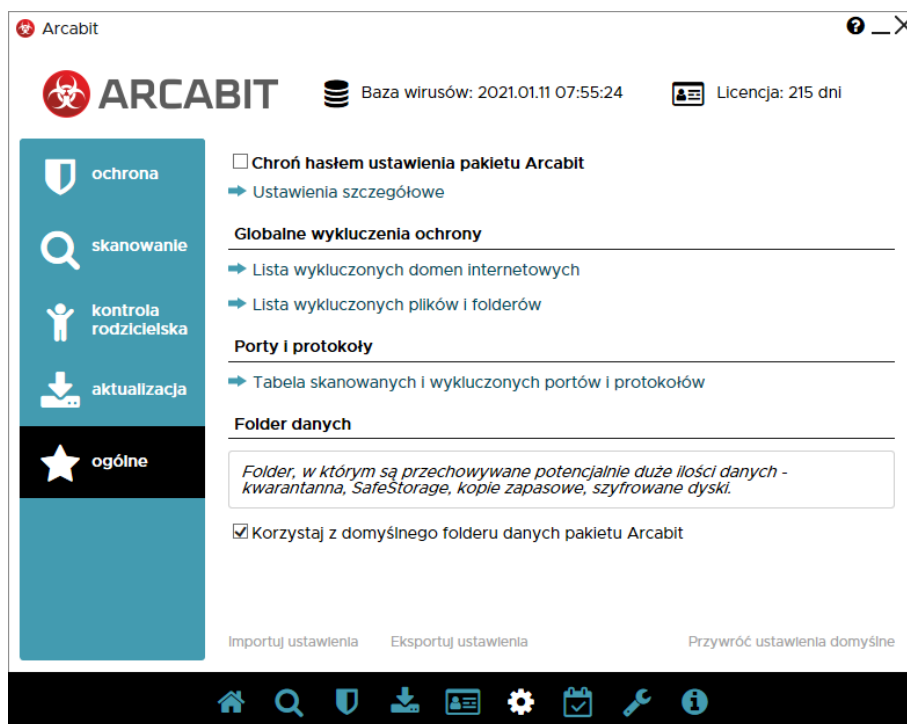 Arcabit
ARCABIT
Baza wirusów: 2021.01.11 07:55:24
Licencja: 215 dni
ochrona
skanowanie
kontrola
rodzicielska
aktualizacja
ogólne
Chroń hasłem ustawienia pakietu Arcabit
Ustawienia szczegółowe
Globalne wykluczenia ochrony
Lista wykluczonych domen internetowych
Lista wykluczonych plików i folderów
Porty i protokoły
Tabela skanowanych i wykluczonych portów i protokołów
Folder danych
Folder, w którym są przechowywane potencjalnie duże ilości danych -
kwarantanna, SafeStorage, kopie zapasowe, szyfrowane dyski.
Korzystaj z domyślnego folderu danych pakietu Arcabit
Importuj ustawienia
Eksportuj ustawienia
Przywróć ustawienia domyślne